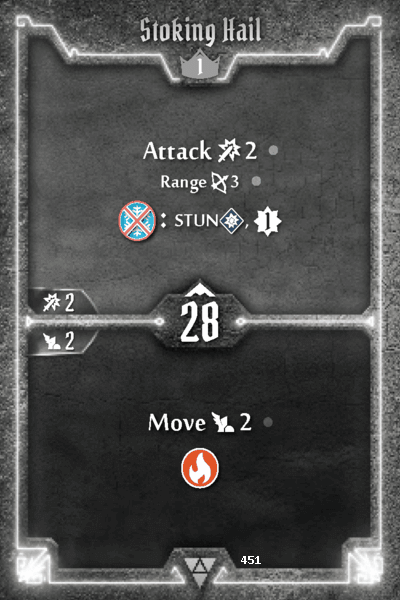 Stoking Hail
1
Attack 2
Range 3
: STUN, 1
2
28
2
Move 2
451